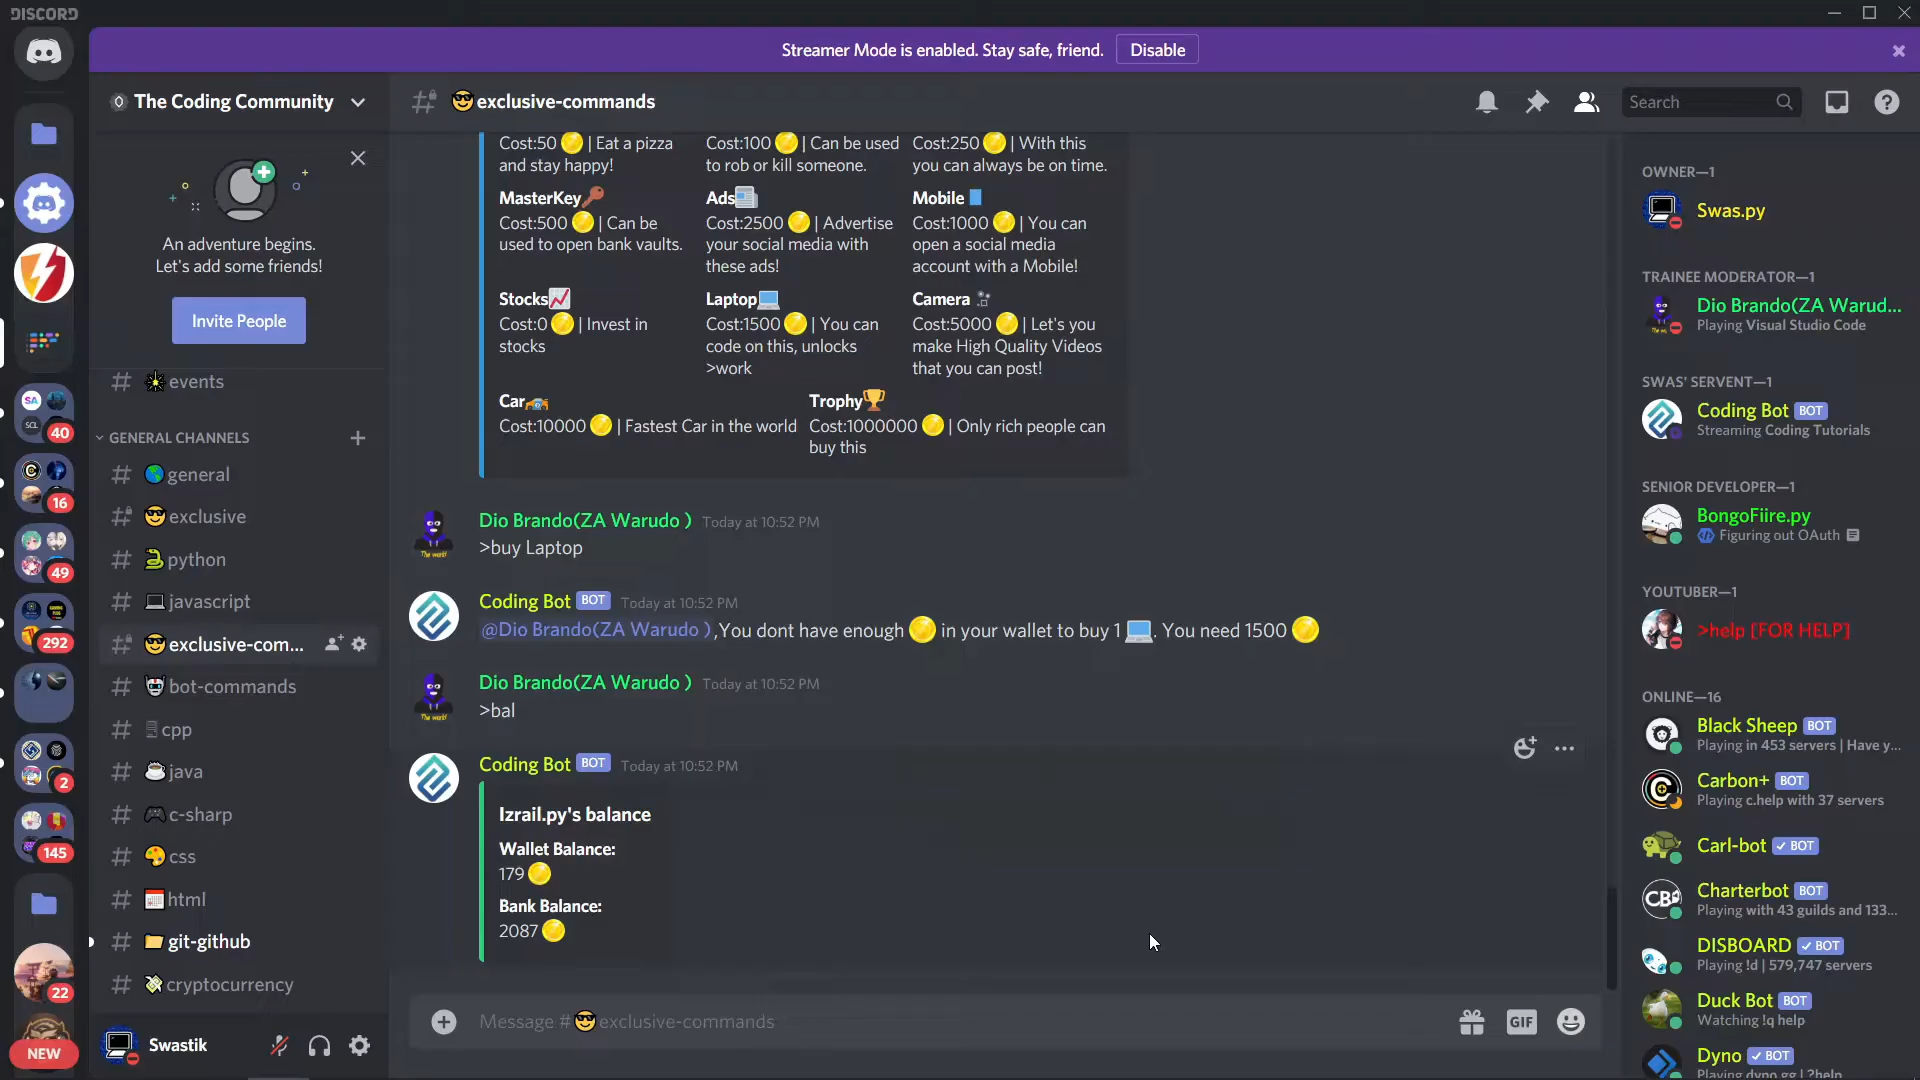 DISCORD
Streamer Mode is enabled. Stay safe, friend.
Disable
The Coding Community
exclusive-commands
Search
An adventure begins.
Let's add some friends!
Invite People
events
GENERAL CHANNELS
general
exclusive
python
javascript
exclusive-com...
bot-commands
cpp
java
c-sharp
css
html
git-github
cryptocurrency
Swastik
SA
SCL
40
16
49
292
2
145
22
NEW
Cost:50 | Eat a pizza
and stay happy!
Cost:100 | Can be used
to rob or kill someone.
Cost:250 | With this
you can always be on time.
MasterKey
Cost:500 | Can be
used to open bank vaults.
Ads
Cost:2500 | Advertise
your social media with
these ads!
Mobile
Cost:1000 | You can
open a social media
account with a Mobile!
Stocks
Cost:0 | Invest in
stocks
Laptop
Cost:1500 | You can
code on this, unlocks
>work
Camera
Cost:5000 | Let's you
make High Quality Videos
that you can post!
Car
Cost:10000 | Fastest Car in the world
Trophy
Cost:1000000 | Only rich people can
buy this
Dio Brando(ZA Warudo ) Today at 10:52 PM
>buy Laptop
Coding Bot BOT Today at 10:52 PM
@Dio Brando(ZA Warudo ),You dont have enough in your wallet to buy 1 . You need 1500
Dio Brando(ZA Warudo ) Today at 10:52 PM
>bal
Coding Bot BOT Today at 10:52 PM
Izrail.py's balance
Wallet Balance:
179
Bank Balance:
2087
Message # exclusive-commands
GIF
OWNER—1
Swas.py
TRAINEE MODERATOR—1
Dio Brando(ZA Warud...
Playing Visual Studio Code
SWAS' SERVENT—1
Coding Bot BOT
Streaming Coding Tutorials
SENIOR DEVELOPER—1
BongoFiire.py
Figuring out OAuth
YOUTUBER—1
>help [FOR HELP]
ONLINE—16
Black Sheep BOT
Playing in 453 servers | Have y...
Carbon+ BOT
Playing c.help with 37 servers
Carl-bot BOT
Charterbot BOT
Playing with 43 guilds and 133...
DISBOARD BOT
Playing !d | 579,747 servers
Duck Bot BOT
Watching !q help
Dyno BOT
Playing dyno.gg | ?help